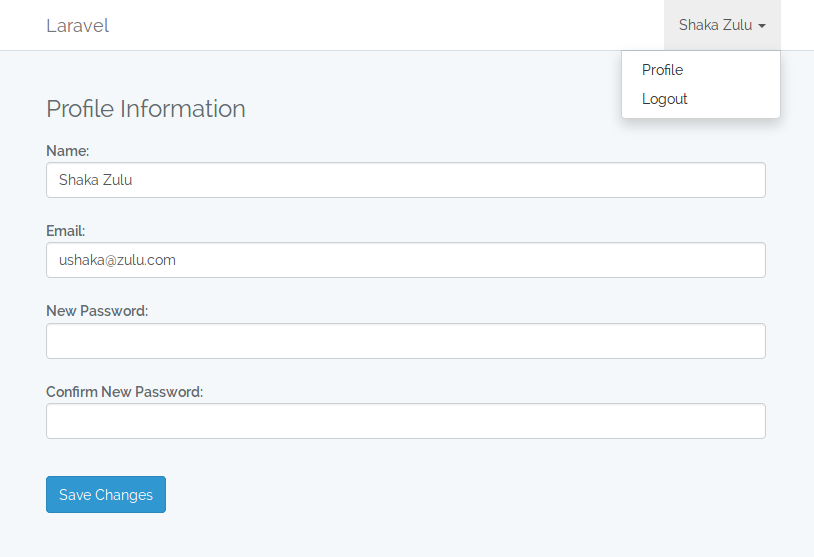 Laravel
Shaka Zulu
Profile
Logout
Profile Information
Name:
Shaka Zulu
Email:
ushaka@zulu.com
New Password:
Confirm New Password:
Save Changes